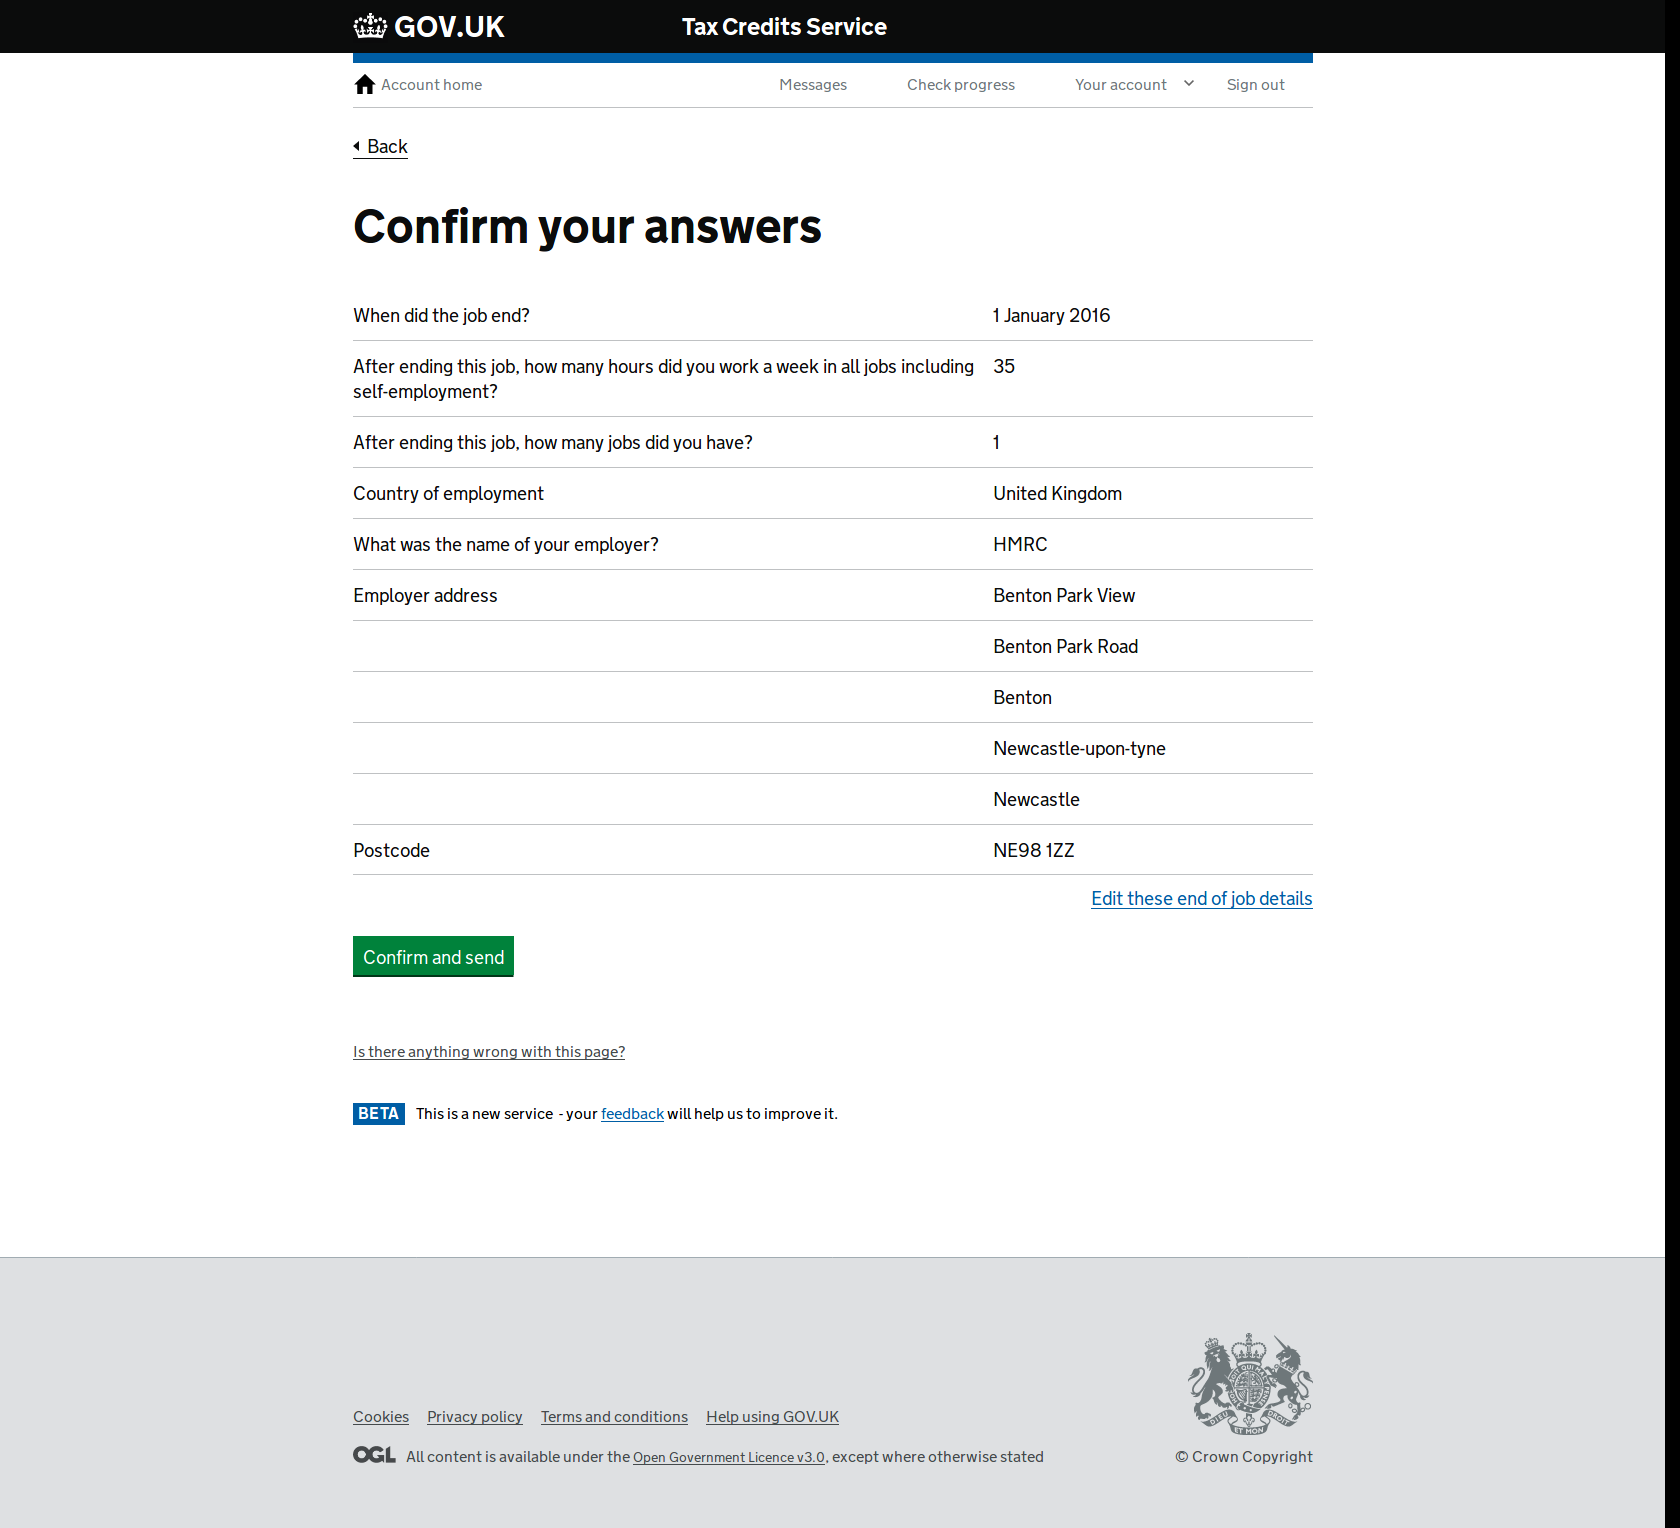 GOV.UK Tax Credits Service
Account home Messages Check progress Your account Sign out
Back
Confirm your answers
When did the job end? 1 January 2016
After ending this job, how many hours did you work a week in all jobs including 35
self-employment?
After ending this job, how many jobs did you have? 1
Country of employment United Kingdom
What was the name of your employer? HMRC
Employer address Benton Park View
Benton Park Road
Benton
Newcastle-upon-tyne
Newcastle
Postcode NE98 1ZZ
Edit these end of job details
Confirm and send
Is there anything wrong with this page?
BETA This is a new service - your feedback will help us to improve it.
Cookies Privacy policy Terms and conditions Help using GOV.UK
DIEU ET MON DROIT
OGL All content is available under the Open Government Licence v3.0, except where otherwise stated © Crown Copyright